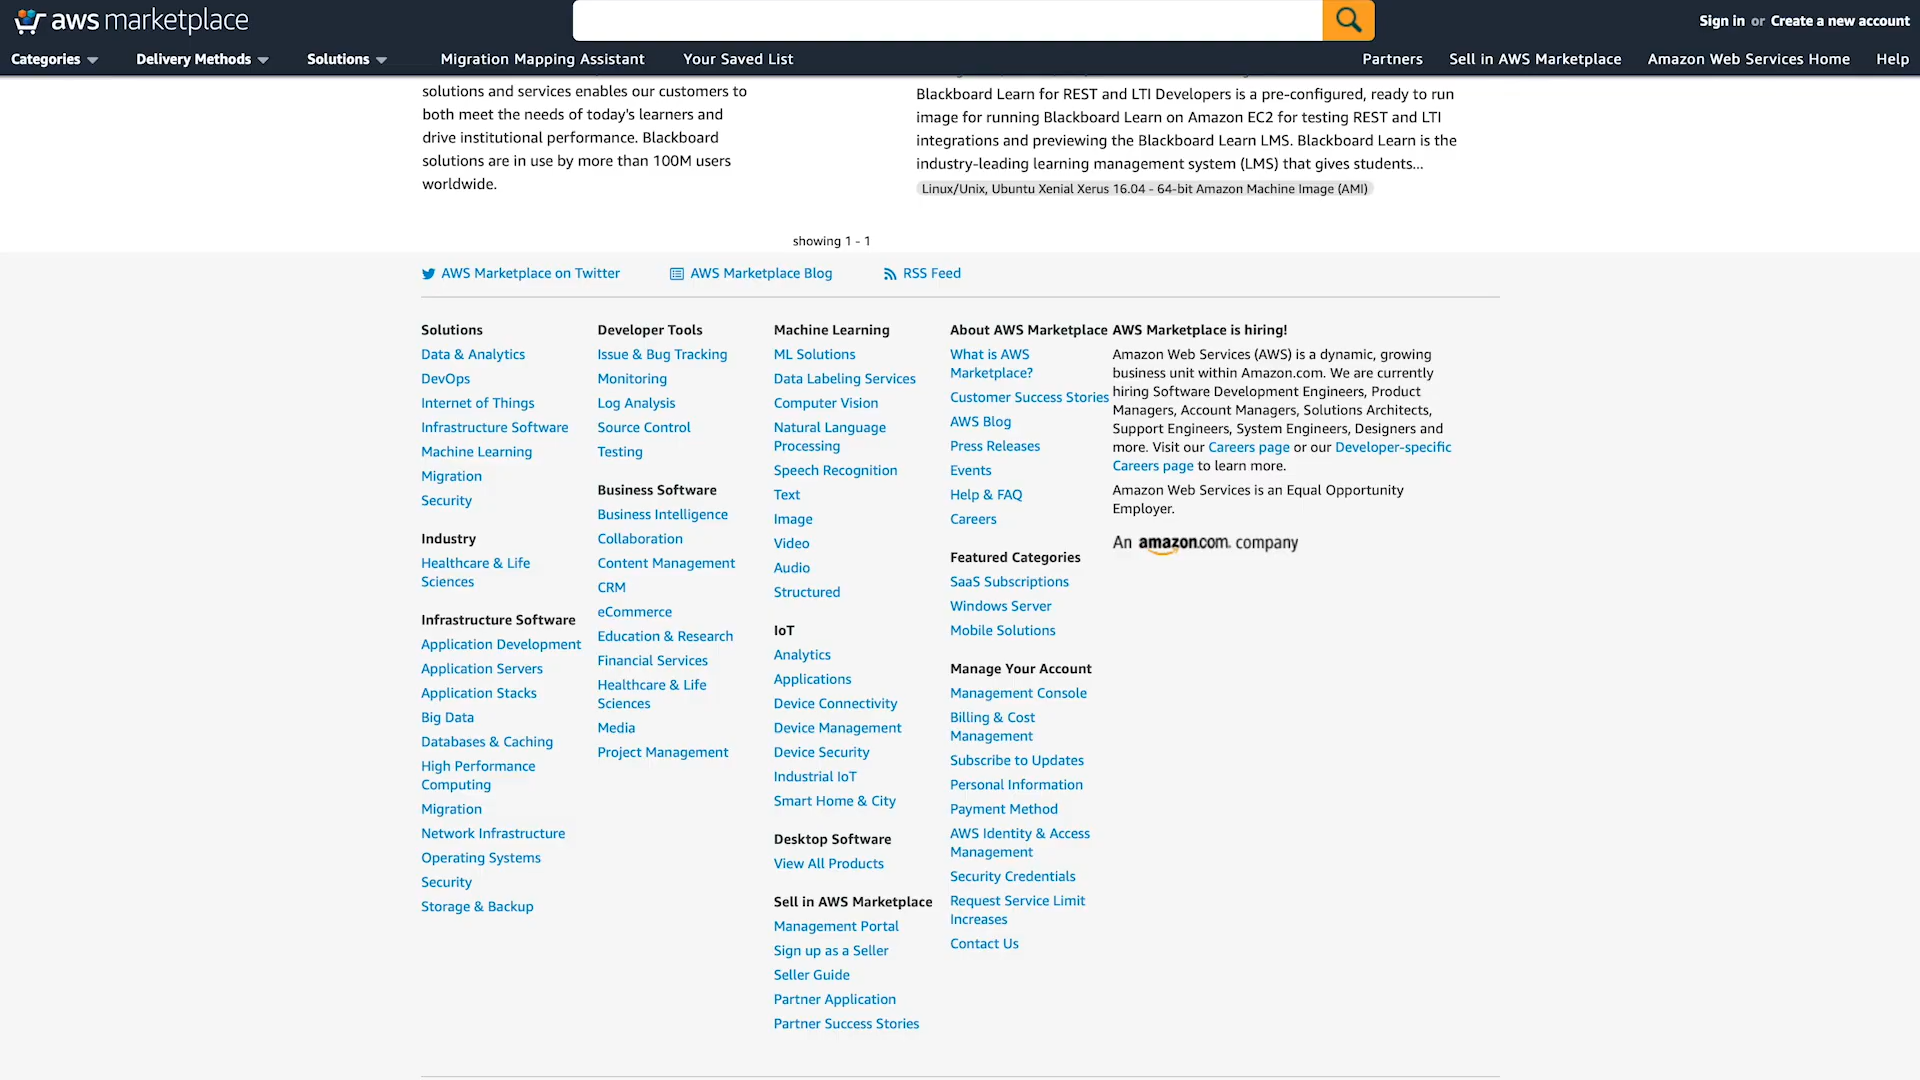 aws marketplace
Sign in or Create a new account
Categories
Delivery Methods
Solutions
Migration Mapping Assistant
Your Saved List
Partners
Sell in AWS Marketplace
Amazon Web Services Home
Help
solutions and services enables our customers to
both meet the needs of today's learners and
drive institutional performance. Blackboard
solutions are in use by more than 100M users
worldwide.
Blackboard Learn for REST and LTI Developers is a pre-configured, ready to run
image for running Blackboard Learn on Amazon EC2 for testing REST and LTI
integrations and previewing the Blackboard Learn LMS. Blackboard Learn is the
industry-leading learning management system (LMS) that gives students...
Linux/Unix, Ubuntu Xenial Xerus 16.04 - 64-bit Amazon Machine Image (AMI)
showing 1 - 1
AWS Marketplace on Twitter
AWS Marketplace Blog
RSS Feed
Solutions
Data & Analytics
DevOps
Internet of Things
Infrastructure Software
Machine Learning
Migration
Security
Industry
Healthcare & Life
Sciences
Infrastructure Software
Application Development
Application Servers
Application Stacks
Big Data
Databases & Caching
High Performance
Computing
Migration
Network Infrastructure
Operating Systems
Security
Storage & Backup
Developer Tools
Issue & Bug Tracking
Monitoring
Log Analysis
Source Control
Testing
Business Software
Business Intelligence
Collaboration
Content Management
CRM
eCommerce
Education & Research
Financial Services
Healthcare & Life
Sciences
Media
Project Management
Machine Learning
ML Solutions
Data Labeling Services
Computer Vision
Natural Language
Processing
Speech Recognition
Text
Image
Video
Audio
Structured
IoT
Analytics
Applications
Device Connectivity
Device Management
Device Security
Industrial IoT
Smart Home & City
Desktop Software
View All Products
Sell in AWS Marketplace
Management Portal
Sign up as a Seller
Seller Guide
Partner Application
Partner Success Stories
About AWS Marketplace
What is AWS
Marketplace?
Customer Success Stories
AWS Blog
Press Releases
Events
Help & FAQ
Careers
Featured Categories
SaaS Subscriptions
Windows Server
Mobile Solutions
Manage Your Account
Management Console
Billing & Cost
Management
Subscribe to Updates
Personal Information
Payment Method
AWS Identity & Access
Management
Security Credentials
Request Service Limit
Increases
Contact Us
AWS Marketplace is hiring!
Amazon Web Services (AWS) is a dynamic, growing
business unit within Amazon.com. We are currently
hiring Software Development Engineers, Product
Managers, Account Managers, Solutions Architects,
Support Engineers, System Engineers, Designers and
more. Visit our Careers page or our Developer-specific
Careers page to learn more.
Amazon Web Services is an Equal Opportunity
Employer.
An amazon.com. company